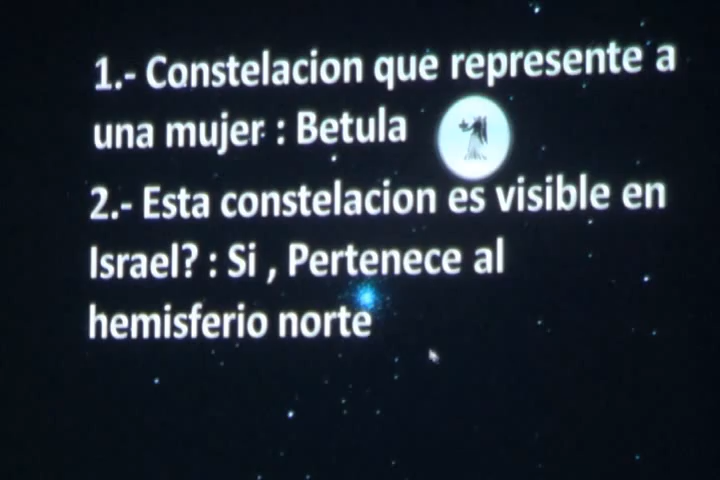 1.- Constelacion que represente a
una mujer : Betula
2.- Esta constelacion es visible en
Israel? : Si , Pertenece al
hemisferio norte